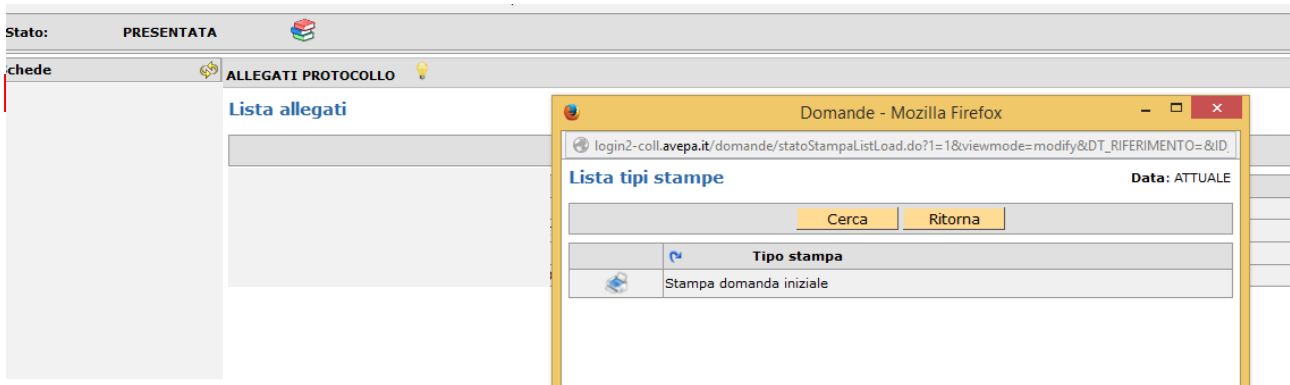 Stato: PRESENTATA
chede
ALLEGATI PROTOCOLLO
Lista allegati
Domande - Mozilla Firefox
login2-coll.avepa.it/domande/statoStampaListLoad.do?1=1&viewmode=modify&DT_RIFERIMENTO=&ID_
Lista tipi stampe Data: ATTUALE
Cerca Ritorna
Tipo stampa
Stampa domanda iniziale